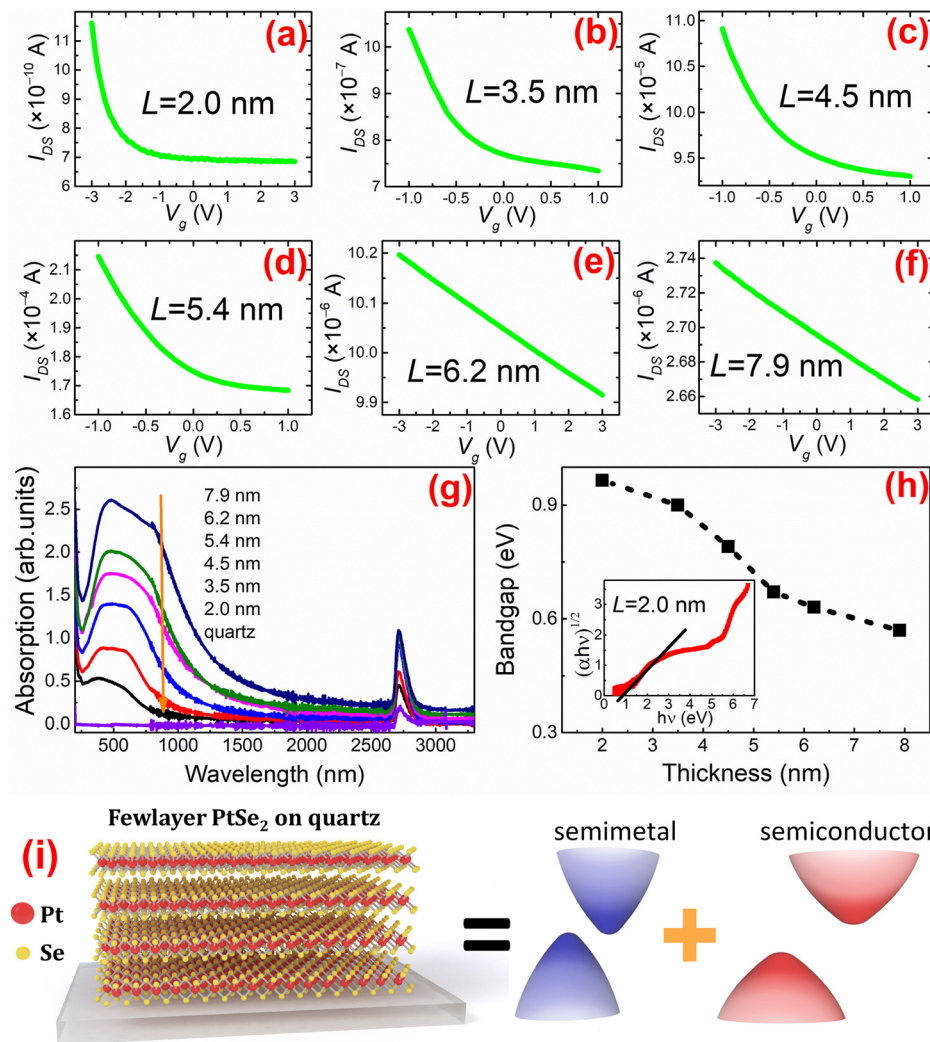 (a)
I_DS (×10⁻¹⁰ A)
11
10
9
8
7
6
L=2.0 nm
-3 -2 -1 0 1 2 3
V_g (V)
(b)
I_DS (×10⁻⁷ A)
10
9
8
7
L=3.5 nm
-1.0 -0.5 0.0 0.5 1.0
V_g (V)
(c)
I_DS (×10⁻⁵ A)
11.0
10.5
10.0
9.5
L=4.5 nm
-1.0 -0.5 0.0 0.5 1.0
V_g (V)
(d)
I_DS (×10⁻⁴ A)
2.1
2.0
1.9
1.8
1.7
1.6
L=5.4 nm
-1.0 -0.5 0.0 0.5 1.0
V_g (V)
(e)
I_DS (×10⁻⁶ A)
10.2
10.1
10.0
9.9
L=6.2 nm
-3 -2 -1 0 1 2 3
V_g (V)
(f)
I_DS (×10⁻⁶ A)
2.74
2.72
2.70
2.68
2.66
L=7.9 nm
-3 -2 -1 0 1 2 3
V_g (V)
(g)
Absorption (arb.units)
2.5
2.0
1.5
1.0
0.5
0.0
7.9 nm
6.2 nm
5.4 nm
4.5 nm
3.5 nm
2.0 nm
quartz
500 1000 1500 2000 2500 3000
Wavelength (nm)
(h)
Bandgap (eV)
0.9
0.6
0.3
L=2.0 nm
(αhν)^1/2
3
2
1
0
0 1 2 3 4 5 6 7
hν (eV)
2 3 4 5 6 7 8
Thickness (nm)
(i)
Fewlayer PtSe₂ on quartz
Pt
Se
=
semimetal
+
semiconductor